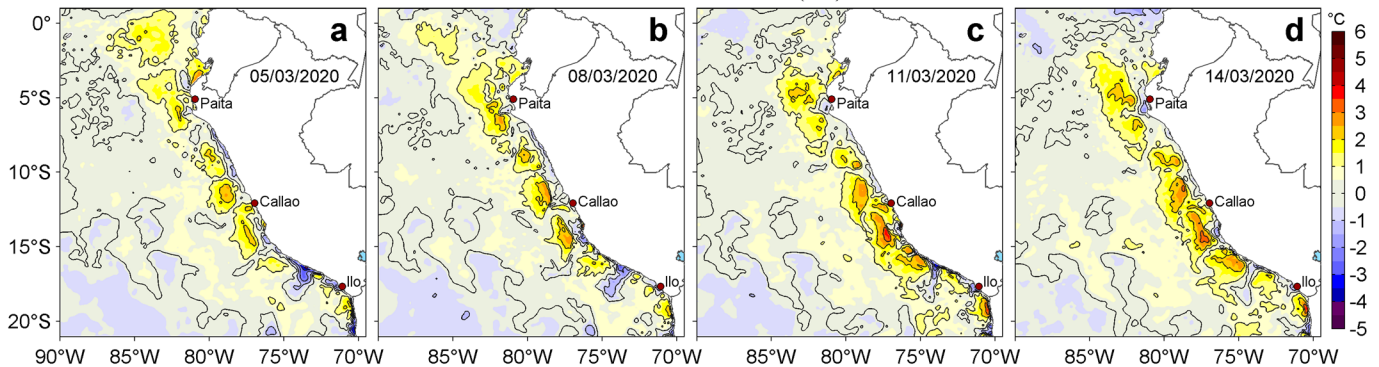 a
05/03/2020
Paita
Callao
Ilo
b
08/03/2020
Paita
Callao
Ilo
c
11/03/2020
Paita
Callao
Ilo
d
14/03/2020
Paita
Callao
Ilo
0°
5°S
10°S
15°S
20°S
90°W 85°W 80°W 75°W 70°W
85°W 80°W 75°W 70°W
85°W 80°W 75°W 70°W
85°W 80°W 75°W 70°W
°C
6
5
4
3
2
1
0
-1
-2
-3
-4
-5